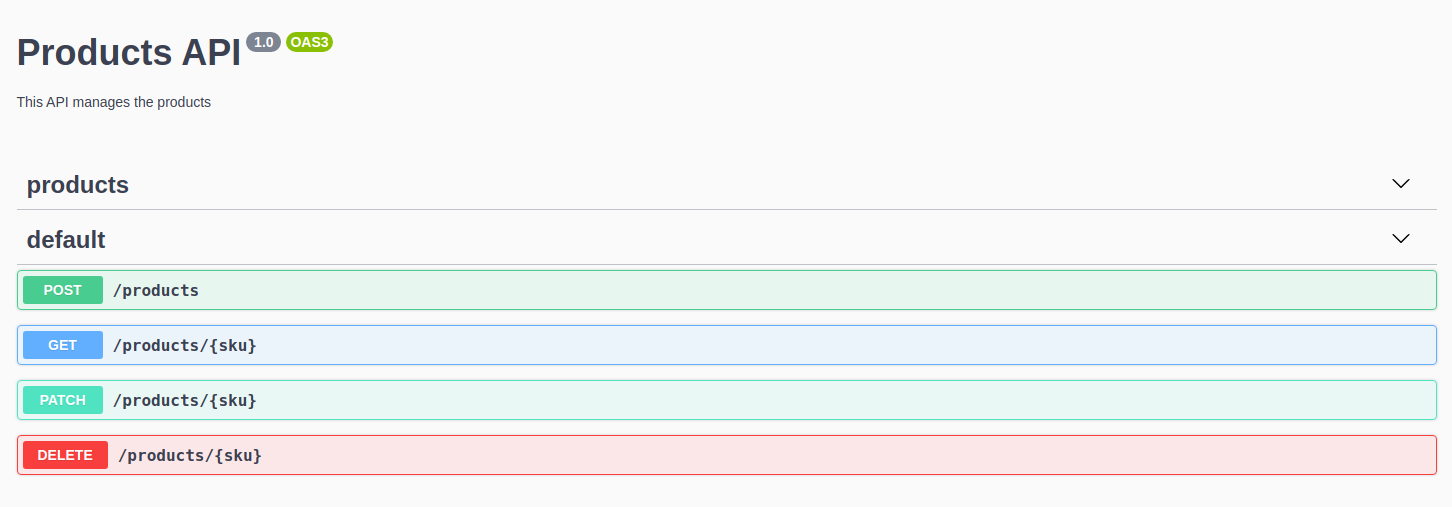 Products API 1.0 OAS3
This API manages the products
products
default
POST /products
GET /products/{sku}
PATCH /products/{sku}
DELETE /products/{sku}